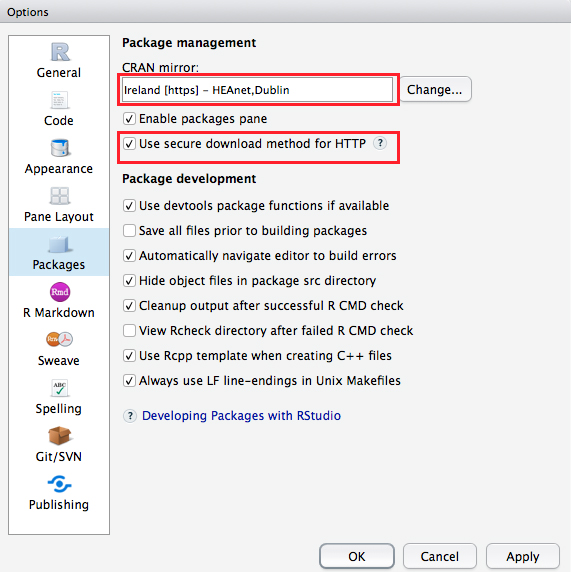 Options
General
Code
Appearance
Pane Layout
Packages
Rmd
R Markdown
Sweave
ABC
Spelling
Git/SVN
Publishing
Package management
CRAN mirror:
Ireland [https] - HEAnet,Dublin
Change...
Enable packages pane
Use secure download method for HTTP ?
Package development
Use devtools package functions if available
Save all files prior to building packages
Automatically navigate editor to build errors
Hide object files in package src directory
Cleanup output after successful R CMD check
View Rcheck directory after failed R CMD check
Use Rcpp template when creating C++ files
Always use LF line-endings in Unix Makefiles
? Developing Packages with RStudio
OK
Cancel
Apply